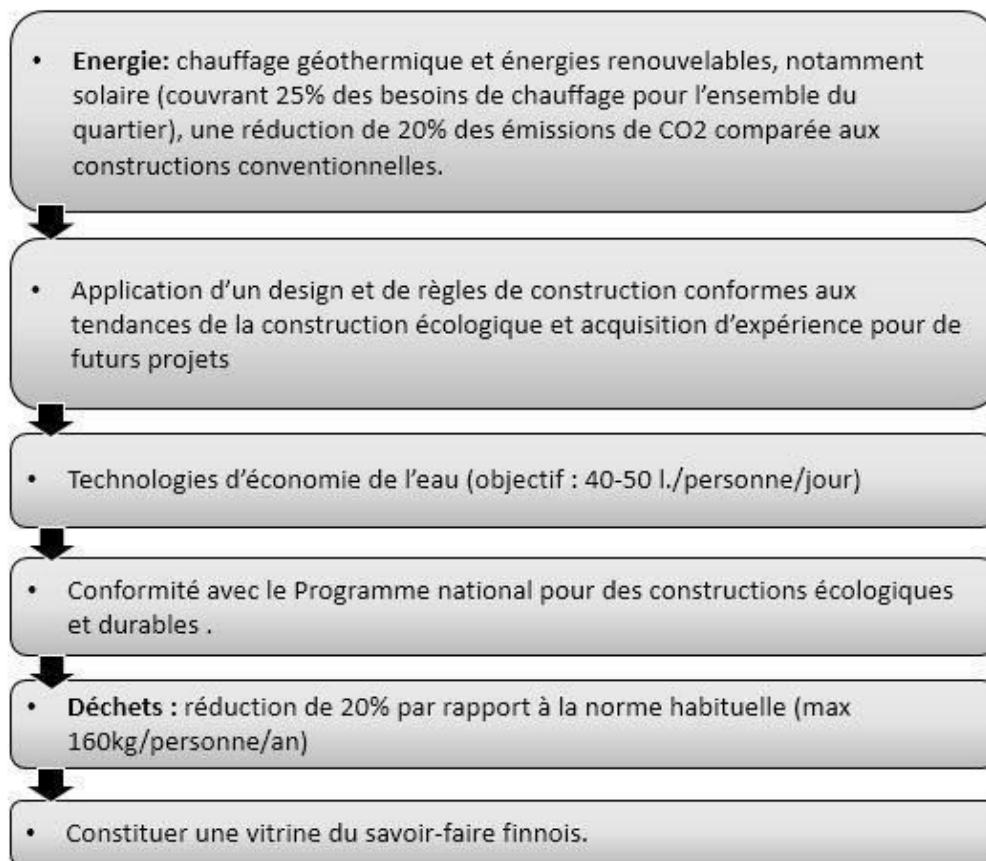 • Energie: chauffage géothermique et énergies renouvelables, notamment
solaire (couvrant 25% des besoins de chauffage pour l’ensemble du
quartier), une réduction de 20% des émissions de CO2 comparée aux
constructions conventionnelles.
• Application d’un design et de règles de construction conformes aux
tendances de la construction écologique et acquisition d’expérience pour de
futurs projets
• Technologies d’économie de l’eau (objectif : 40-50 l./personne/jour)
• Conformité avec le Programme national pour des constructions écologiques
et durables .
• Déchets : réduction de 20% par rapport à la norme habituelle (max
160kg/personne/an)
• Constituer une vitrine du savoir-faire finnois.